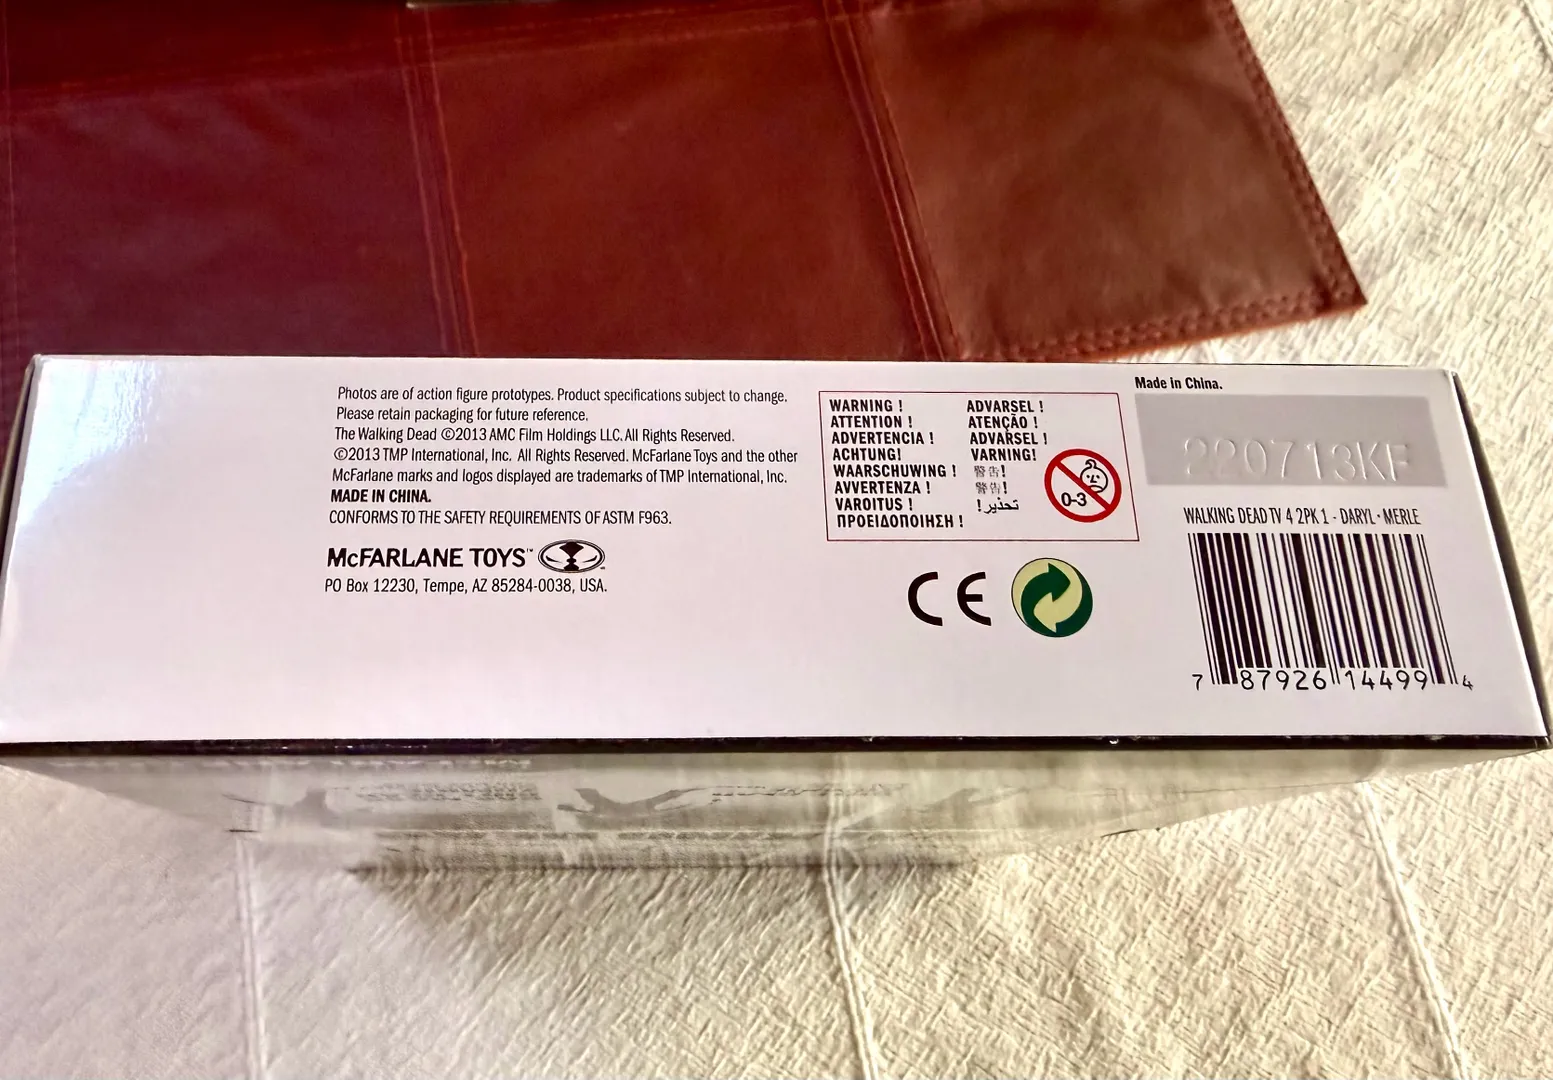 Photos are of action figure prototypes. Product specifications subject to change.
Please retain packaging for future reference.
The Walking Dead ©2013 AMC Film Holdings LLC. All Rights Reserved.
©2013 TMP International, Inc. All Rights Reserved. McFarlane Toys and the other
McFarlane marks and logos displayed are trademarks of TMP International, Inc.
MADE IN CHINA.
CONFORMS TO THE SAFETY REQUIREMENTS OF ASTM F963.
McFARLANE TOYS™
PO Box 12230, Tempe, AZ 85284-0038, USA.
WARNING !
ATTENTION !
ADVERTENCIA !
ACHTUNG!
WAARSCHUWING !
AVVERTENZA !
VAROITUS !
ΠΡΟΕΙΔΟΠΟΙΗΣΗ !
ADVARSEL !
ATENÇÃO !
ADVARSEL !
VARNING!
警告!
警告!
تحذير!
0-3
CE
Made in China.
220713KF
WALKING DEAD TV 4 2PK 1 - DARYL · MERLE
7 87926 14499 4